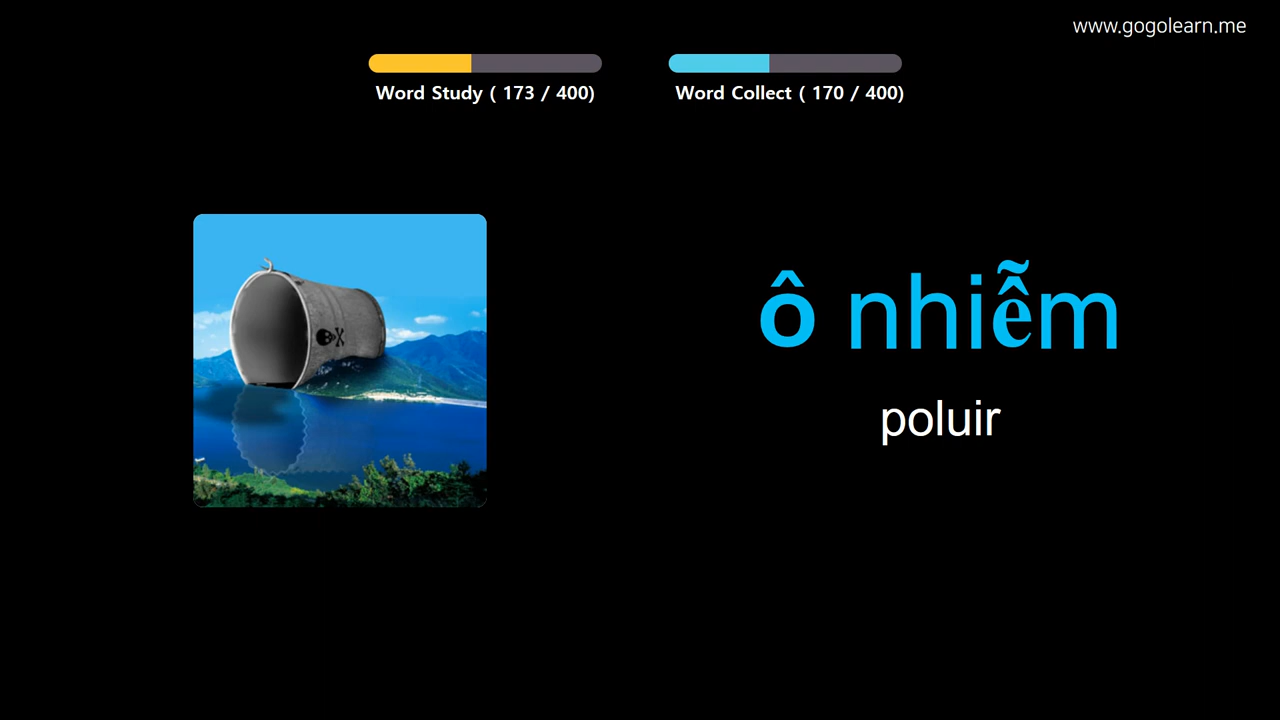 www.gogolearn.me
Word Study ( 173 / 400)
Word Collect ( 170 / 400)
ô nhiễm
poluir